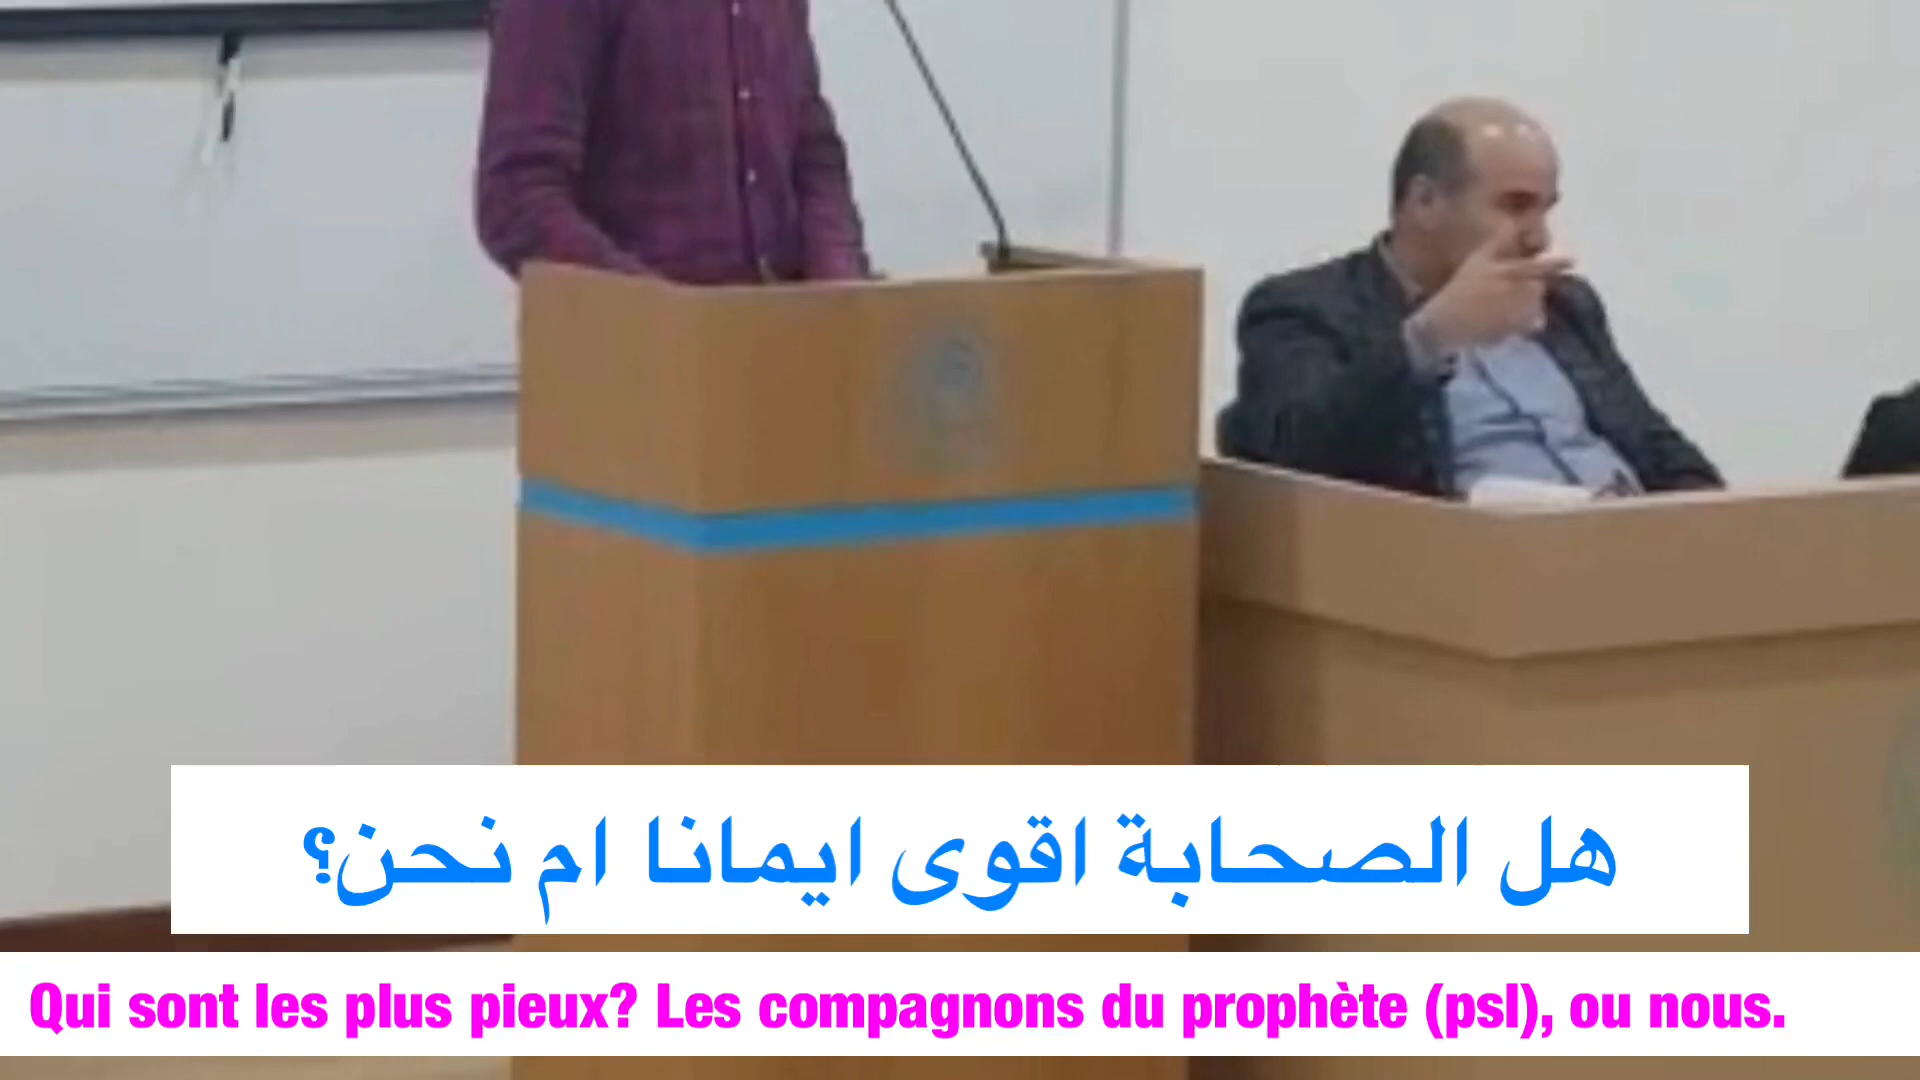 هل الصحابة اقوى ايمانا ام نحن؟
Qui sont les plus pieux? Les compagnons du prophète (psl), ou nous.